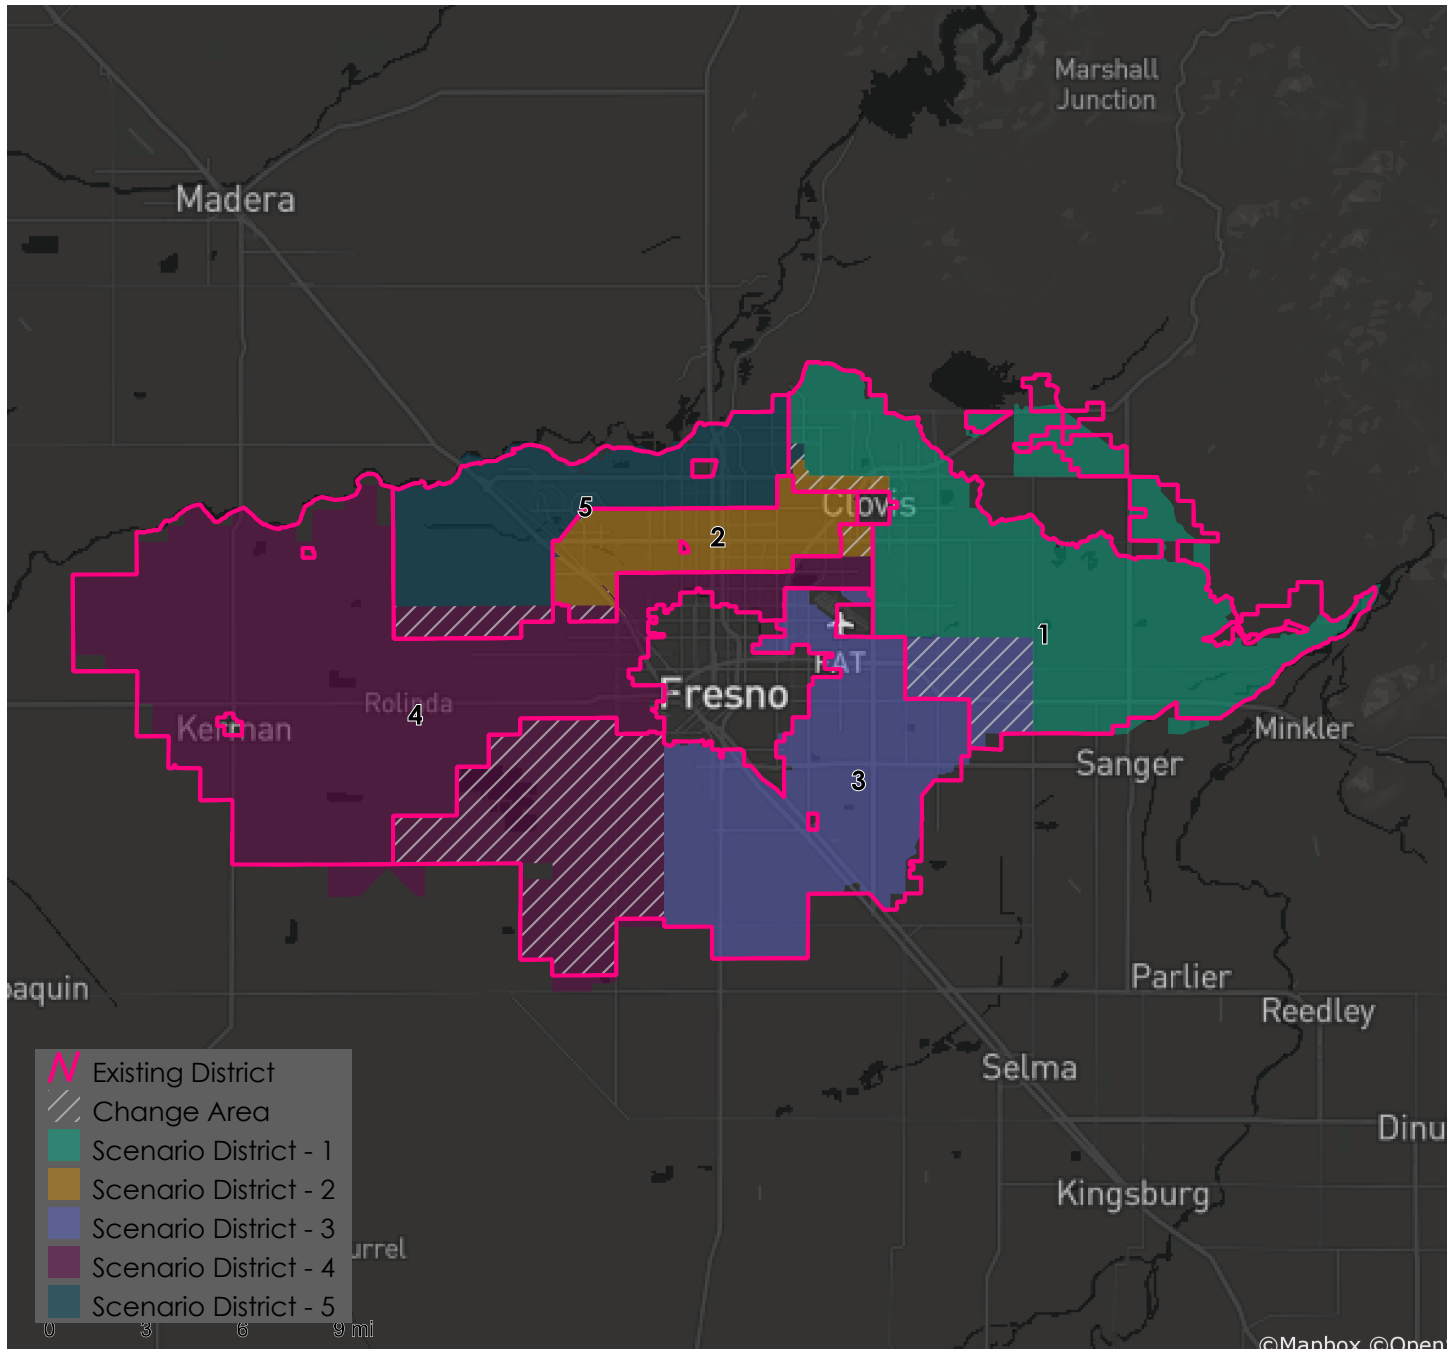 Marshall
Junction
Madera
5
2
Clovis
1
FAT
Fresno
Rolinda
4
Kerman
Minkler
Sanger
3
Parlier
Reedley
Selma
Dinu
Kingsburg
Existing District
Change Area
Scenario District - 1
Scenario District - 2
Scenario District - 3
Scenario District - 4
Scenario District - 5
paquin
urrel
0 3 6 9 mi
©Mapbox ©Open